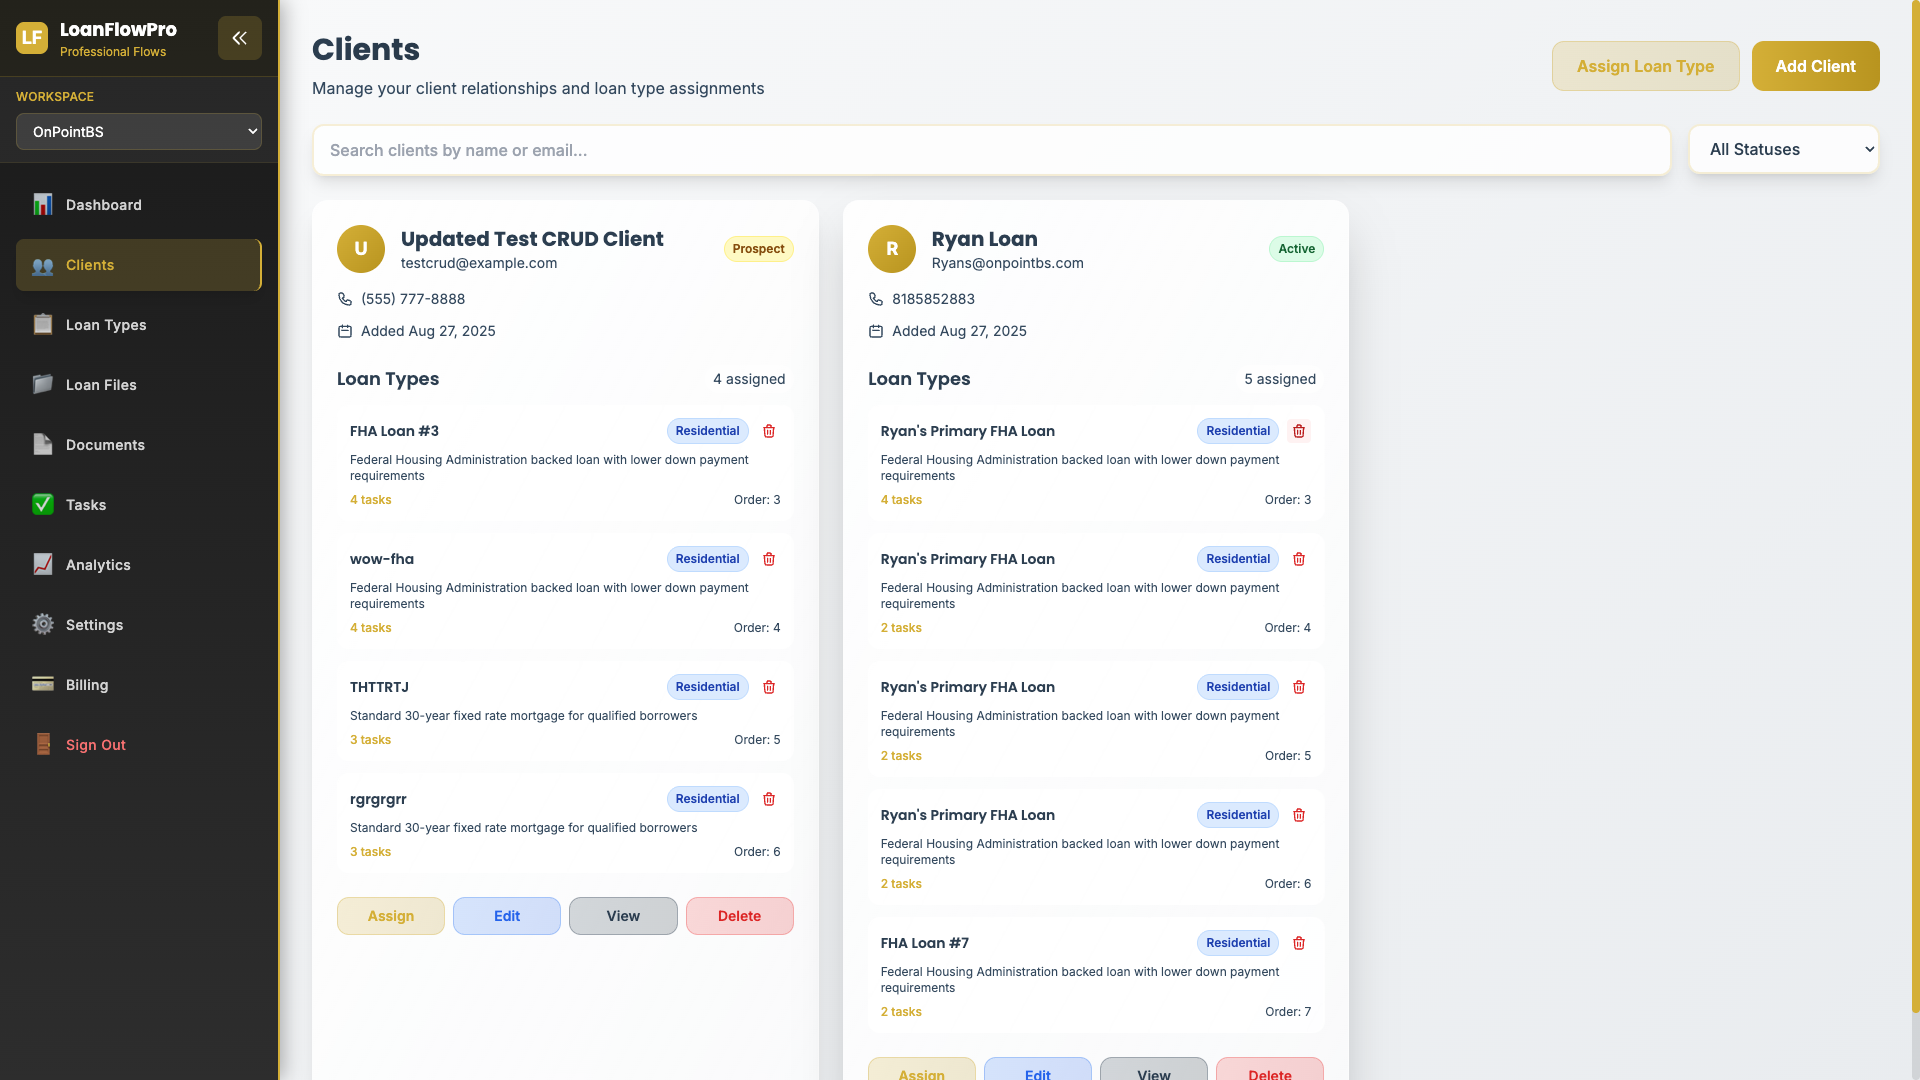 LF
LoanFlowPro
Professional Flows
WORKSPACE
OnPointBS
Dashboard
Clients
Loan Types
Loan Files
Documents
Tasks
Analytics
Settings
Billing
Sign Out
Clients
Manage your client relationships and loan type assignments
Assign Loan Type
Add Client
Search clients by name or email...
All Statuses
U
Updated Test CRUD Client
testcrud@example.com
Prospect
(555) 777-8888
Added Aug 27, 2025
Loan Types
4 assigned
FHA Loan #3
Residential
Federal Housing Administration backed loan with lower down payment
requirements
4 tasks
Order: 3
wow-fha
Residential
Federal Housing Administration backed loan with lower down payment
requirements
4 tasks
Order: 4
THTTRTJ
Residential
Standard 30-year fixed rate mortgage for qualified borrowers
3 tasks
Order: 5
rgrgrgrr
Residential
Standard 30-year fixed rate mortgage for qualified borrowers
3 tasks
Order: 6
Assign
Edit
View
Delete
R
Ryan Loan
Ryans@onpointbs.com
Active
8185852883
Added Aug 27, 2025
Loan Types
5 assigned
Ryan's Primary FHA Loan
Residential
Federal Housing Administration backed loan with lower down payment
requirements
4 tasks
Order: 3
Ryan's Primary FHA Loan
Residential
Federal Housing Administration backed loan with lower down payment
requirements
2 tasks
Order: 4
Ryan's Primary FHA Loan
Residential
Federal Housing Administration backed loan with lower down payment
requirements
2 tasks
Order: 5
Ryan's Primary FHA Loan
Residential
Federal Housing Administration backed loan with lower down payment
requirements
2 tasks
Order: 6
FHA Loan #7
Residential
Federal Housing Administration backed loan with lower down payment
requirements
2 tasks
Order: 7
Assign
Edit
View
Delete